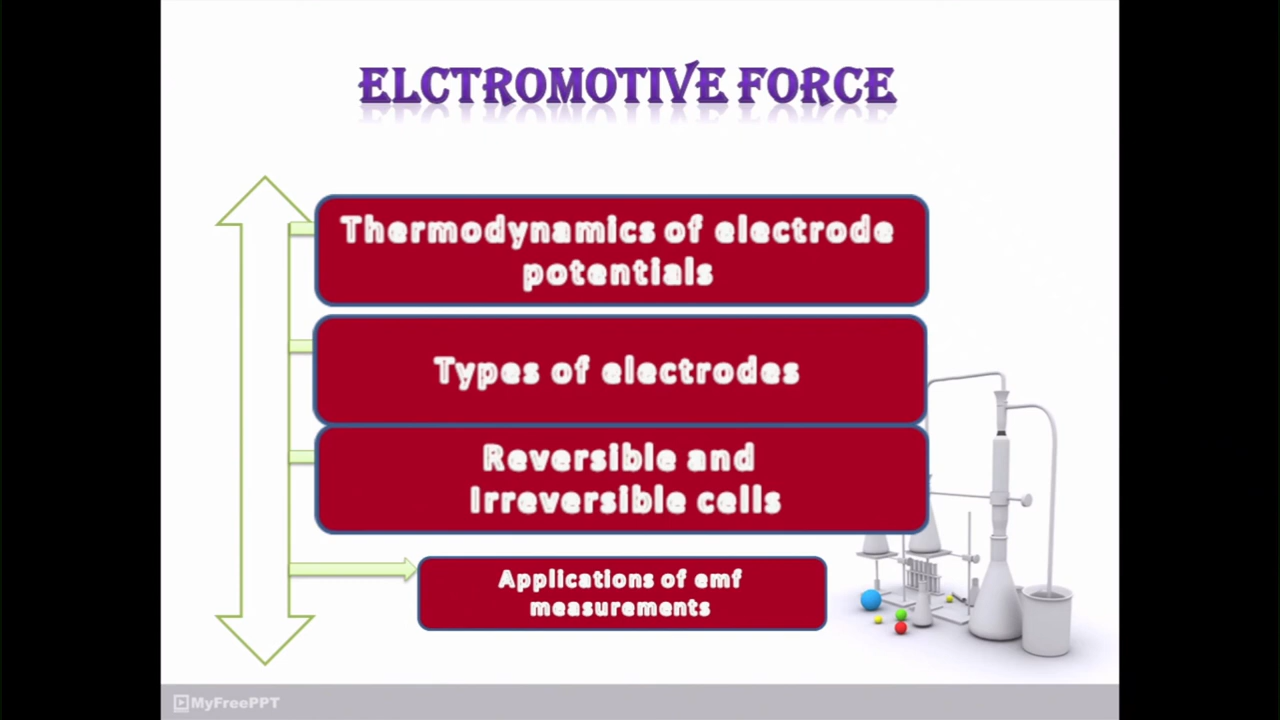 ELCTROMOTIVE FORCE
Thermodynamics of electrode
potentials
Types of electrodes
Reversible and
Irreversible cells
Applications of emf
measurements
MyFreePPT